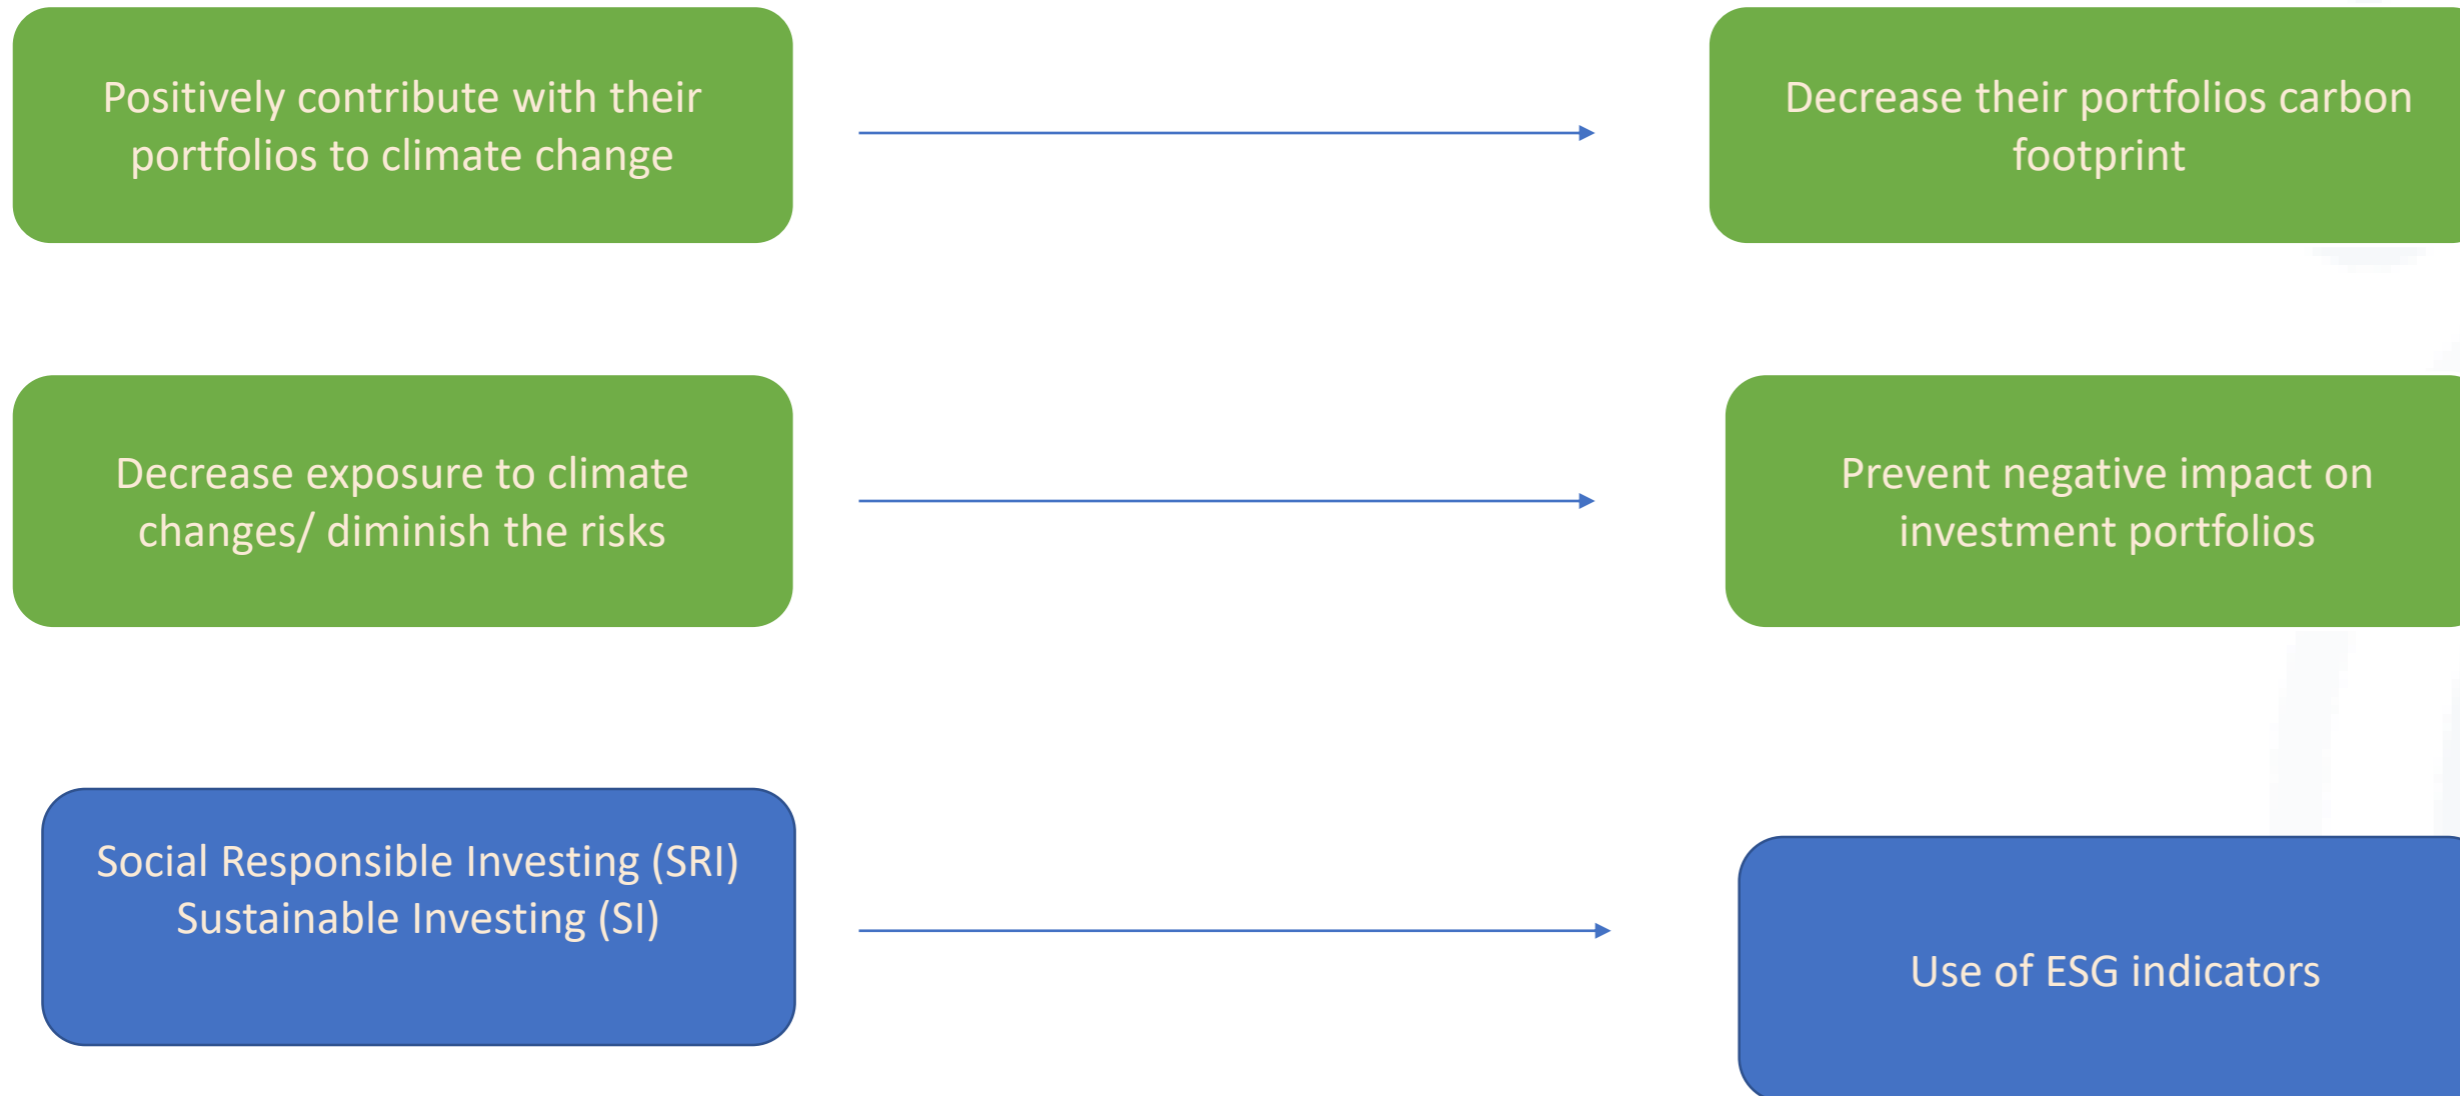 Positively contribute with their
portfolios to climate change
Decrease their portfolios carbon
footprint
Decrease exposure to climate
changes/ diminish the risks
Prevent negative impact on
investment portfolios
Social Responsible Investing (SRI)
Sustainable Investing (SI)
Use of ESG indicators